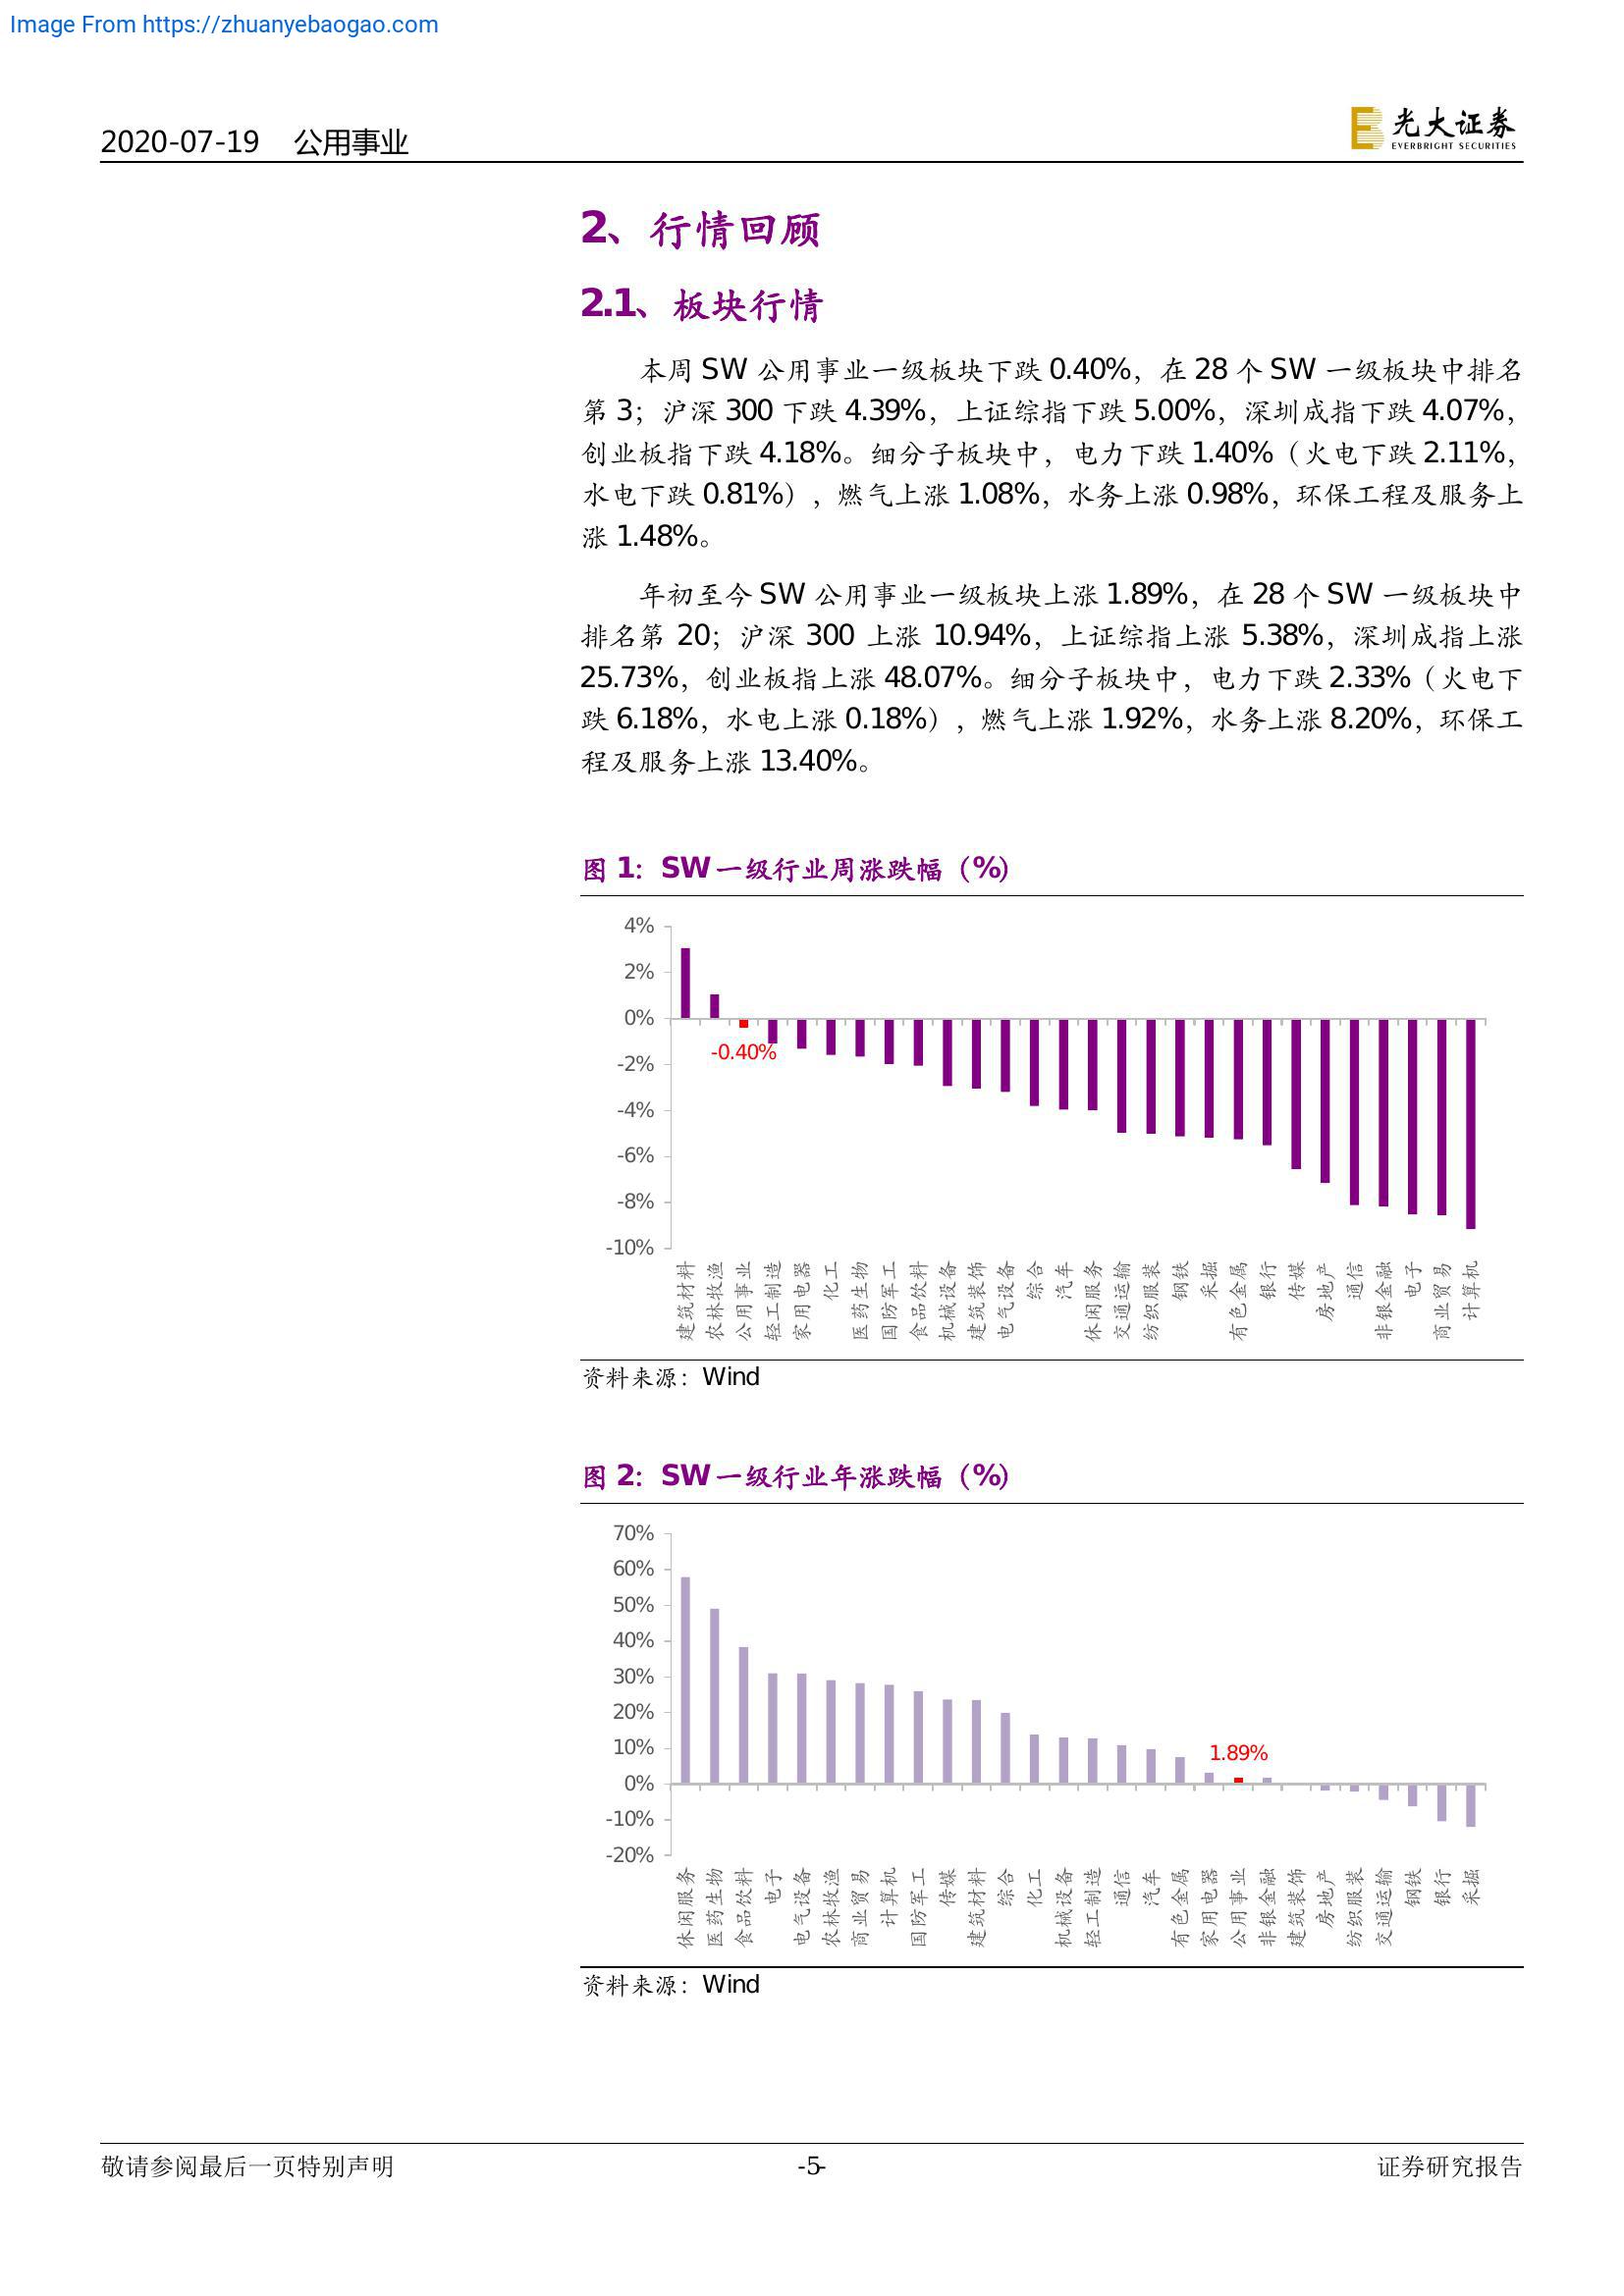 Image From https://zhuanyebaogao.com
2020-07-19 公用事业
光大证券
EVERBRIGHT SECURITIES
2、行情回顾
2.1、板块行情
本周 SW 公用事业一级板块下跌 0.40%，在 28 个 SW 一级板块中排名
第 3；沪深 300 下跌 4.39%，上证综指下跌 5.00%，深圳成指下跌 4.07%，
创业板指下跌 4.18%。细分子板块中，电力下跌 1.40%（火电下跌 2.11%，
水电下跌 0.81%），燃气上涨 1.08%，水务上涨 0.98%，环保工程及服务上
涨 1.48%。
年初至今 SW 公用事业一级板块上涨 1.89%，在 28 个 SW 一级板块中
排名第 20；沪深 300 上涨 10.94%，上证综指上涨 5.38%，深圳成指上涨
25.73%，创业板指上涨 48.07%。细分子板块中，电力下跌 2.33%（火电下
跌 6.18%，水电上涨 0.18%），燃气上涨 1.92%，水务上涨 8.20%，环保工
程及服务上涨 13.40%。
图 1：SW 一级行业周涨跌幅（%）
4%
2%
0%
-2%
-4%
-6%
-8%
-10%
-0.40%
建筑材料
农林牧渔
公用事业
轻工制造
家用电器
化工
医药生物
国防军工
食品饮料
机械设备
建筑装饰
电气设备
综合
汽车
休闲服务
交通运输
纺织服装
钢铁
采掘
有色金属
银行
传媒
房地产
通信
非银金融
电子
商业贸易
计算机
资料来源：Wind
图 2：SW 一级行业年涨跌幅（%）
70%
60%
50%
40%
30%
20%
10%
0%
-10%
-20%
1.89%
休闲服务
医药生物
食品饮料
电子
电气设备
农林牧渔
商业贸易
计算机
国防军工
传媒
建筑材料
综合
化工
机械设备
轻工制造
通信
汽车
有色金属
家用电器
公用事业
非银金融
建筑装饰
房地产
纺织服装
交通运输
钢铁
银行
采掘
资料来源：Wind
敬请参阅最后一页特别声明
-5-
证券研究报告